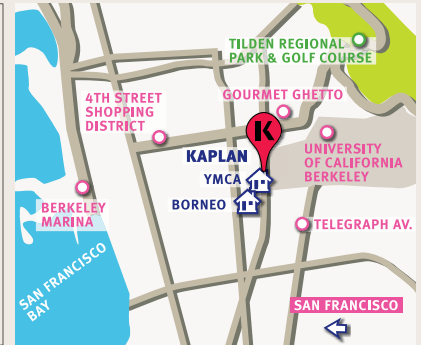 TILDEN REGIONAL
PARK & GOLF COURSE
4TH STREET
SHOPPING
DISTRICT
GOURMET GHETTO
K
KAPLAN
YMCA
BORNEO
UNIVERSITY
OF CALIFORNIA
BERKELEY
BERKELEY
MARINA
TELEGRAPH AV.
SAN FRANCISCO
BAY
SAN FRANCISCO